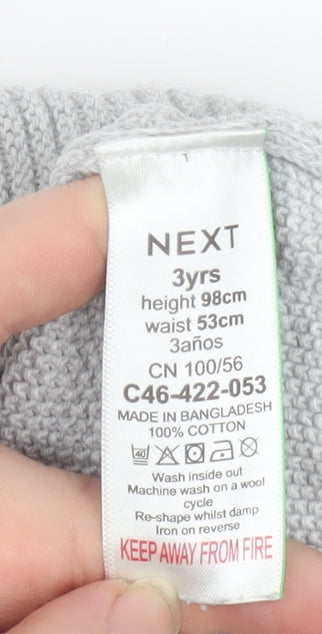 NEXT
3yrs
height 98cm
waist 53cm
3años
CN 100/56
C46-422-053
MADE IN BANGLADESH
100% COTTON
40
Wash inside out
Machine wash on a wool
cycle
Re-shape whilst damp
Iron on reverse
KEEP AWAY FROM FIRE